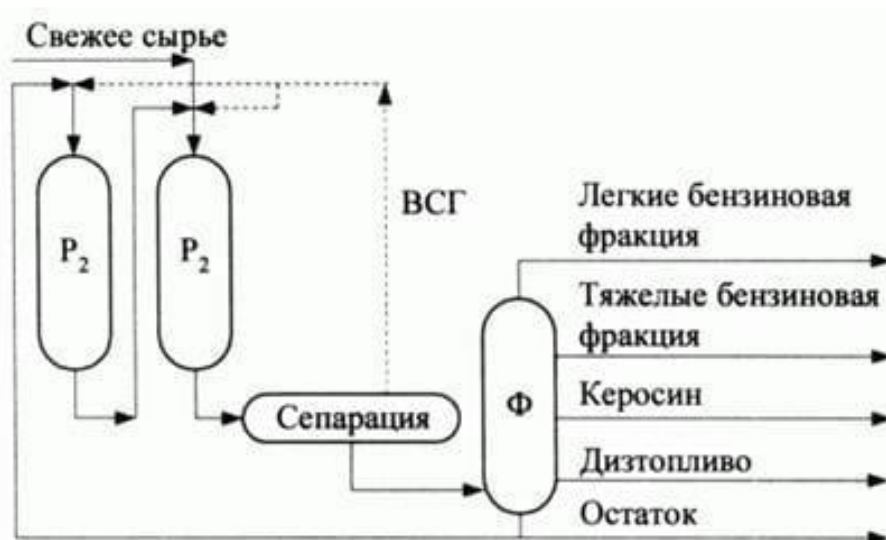 Свежее сырье
P₂
P₂
ВСГ
Сепарация
Ф
Легкие бензиновая
фракция
Тяжелые бензиновая
фракция
Керосин
Дизтопливо
Остаток